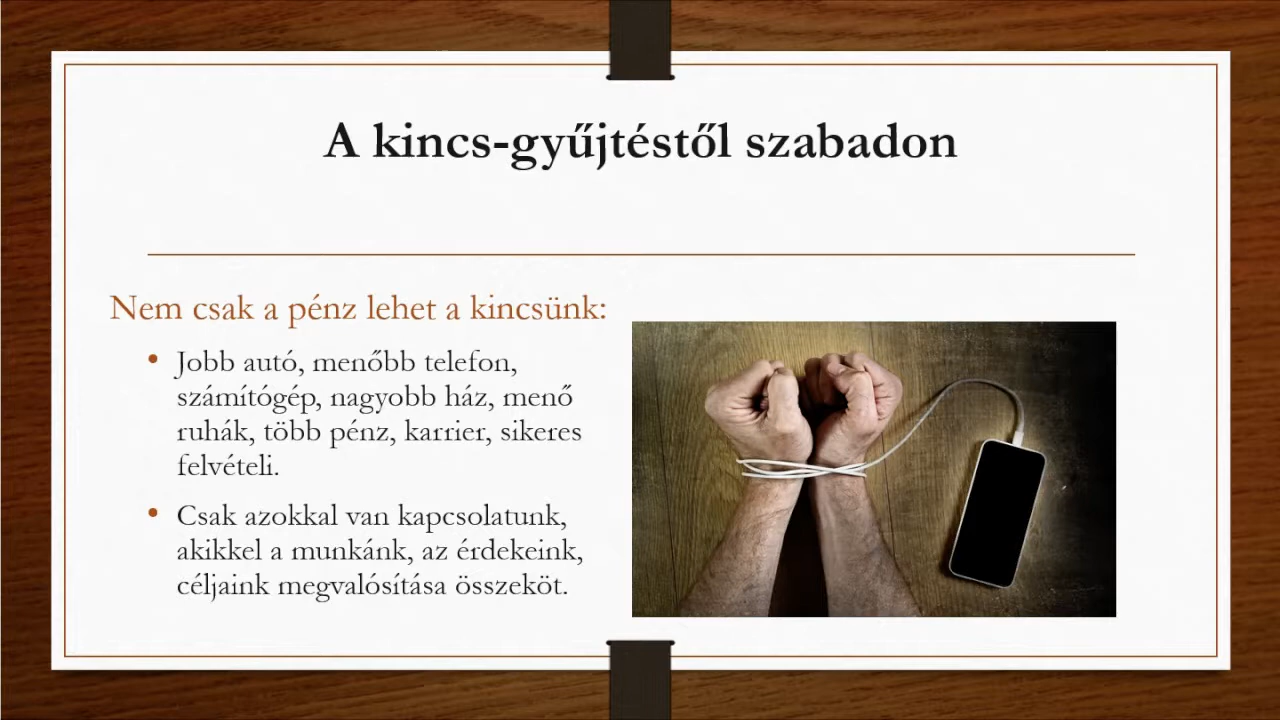 A kincs-gyűjtéstől szabadon
Nem csak a pénz lehet a kincsünk:
• Jobb autó, menőbb telefon,
számítógép, nagyobb ház, menő
ruhák, több pénz, karrier, sikeres
felvételi.
• Csak azokkal van kapcsolatunk,
akikkel a munkánk, az érdekeink,
céljaink megvalósítása összeköt.